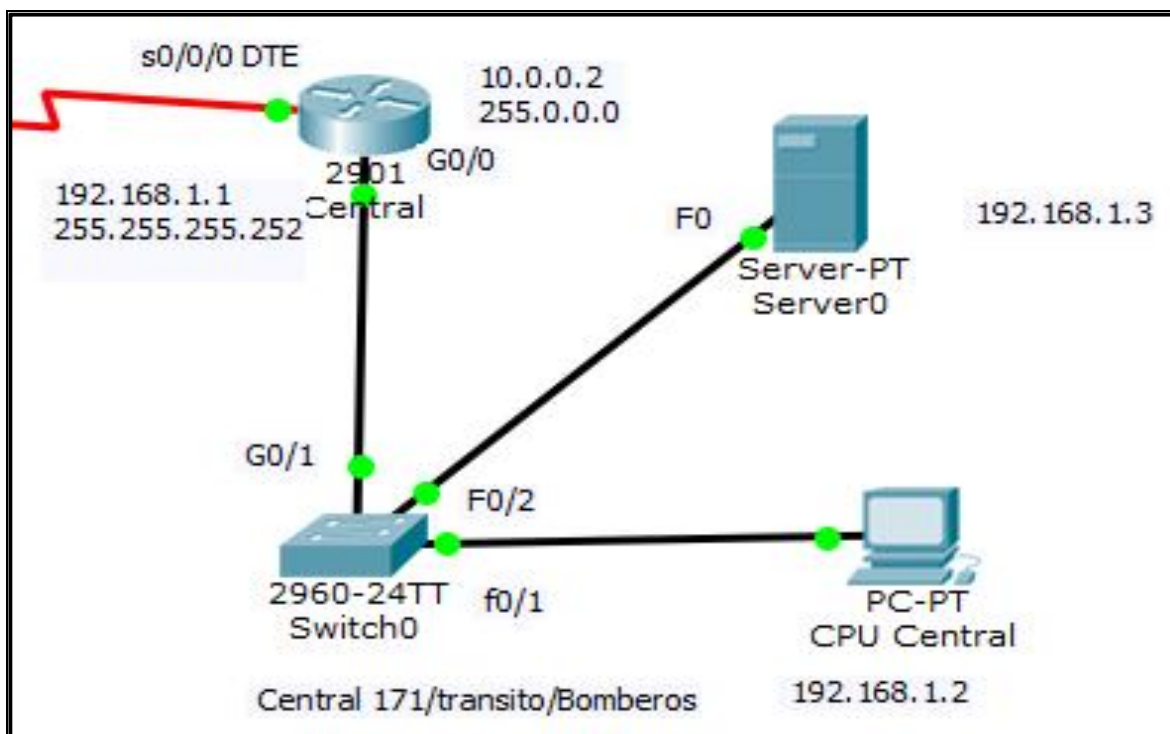 s0/0/0 DTE
10.0.0.2
255.0.0.0
G0/0
2901
Central
192.168.1.1
255.255.255.252
F0
192.168.1.3
Server-PT
Server0
G0/1
F0/2
2960-24TT
Switch0
f0/1
PC-PT
CPU Central
Central 171/transito/Bomberos
192.168.1.2